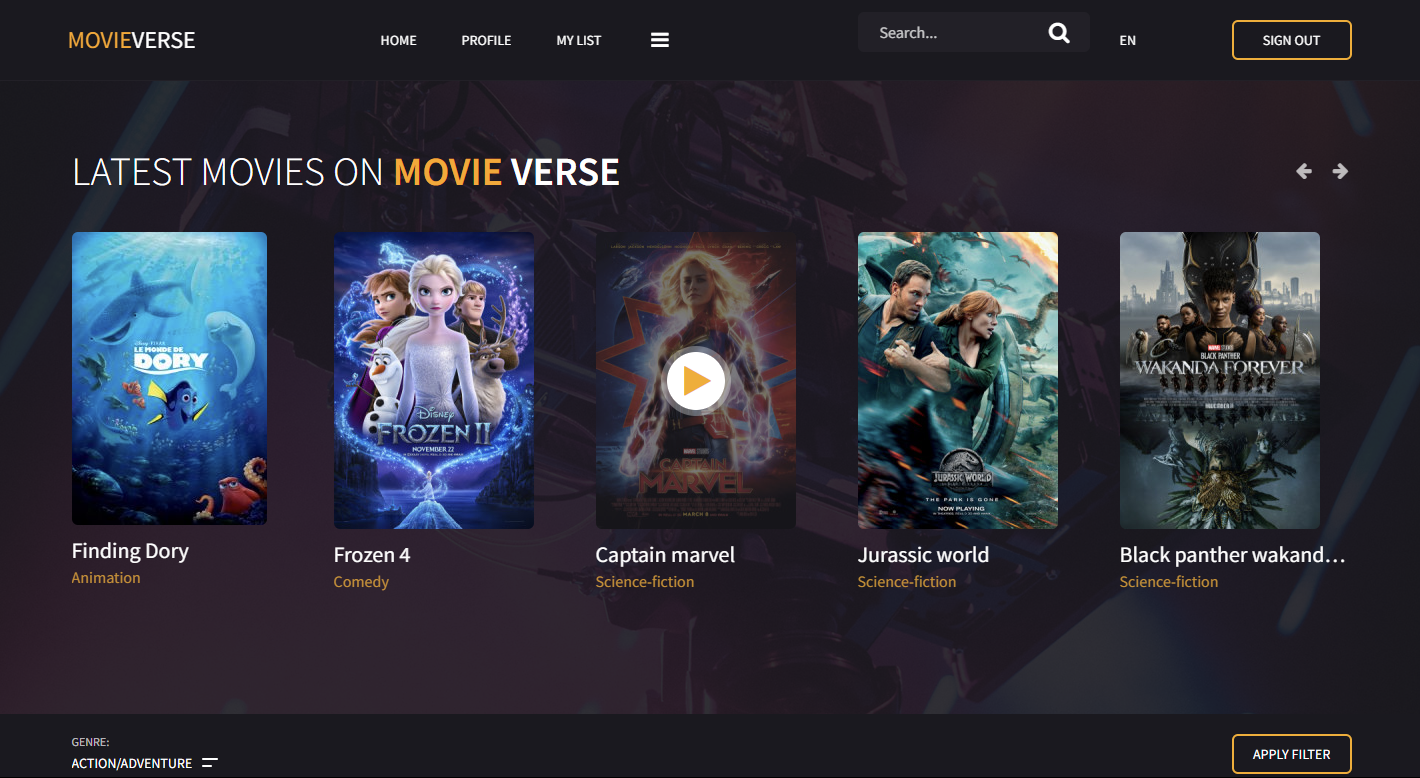 MOVIEVERSE
HOME
PROFILE
MY LIST
Search...
EN
SIGN OUT
LATEST MOVIES ON MOVIE VERSE
Disney PIXAR
LE MONDE DE
DORY
Disney
FROZEN II
NOVEMBER 22
MARVEL STUDIOS
CAPTAIN
MARVEL
MARCH 8
JURASSIC WORLD
THE PARK IS GONE
NOW PLAYING
MARVEL STUDIOS
BLACK PANTHER
WAKANDA FOREVER
Finding Dory
Animation
Frozen 4
Comedy
Captain marvel
Science-fiction
Jurassic world
Science-fiction
Black panther wakand...
Science-fiction
GENRE:
ACTION/ADVENTURE
APPLY FILTER